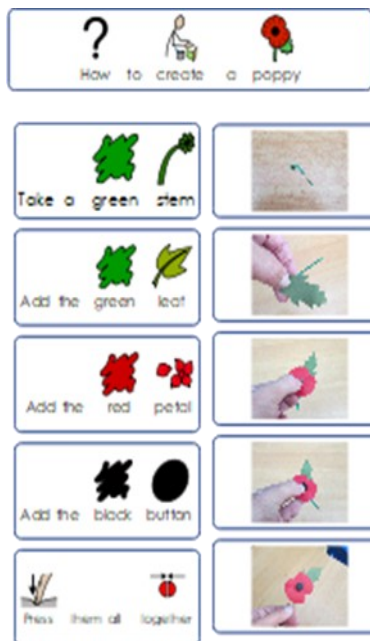 ?
How to create a poppy
Take a green stem
Add the green leaf
Add the red petal
Add the black button
Press them all together